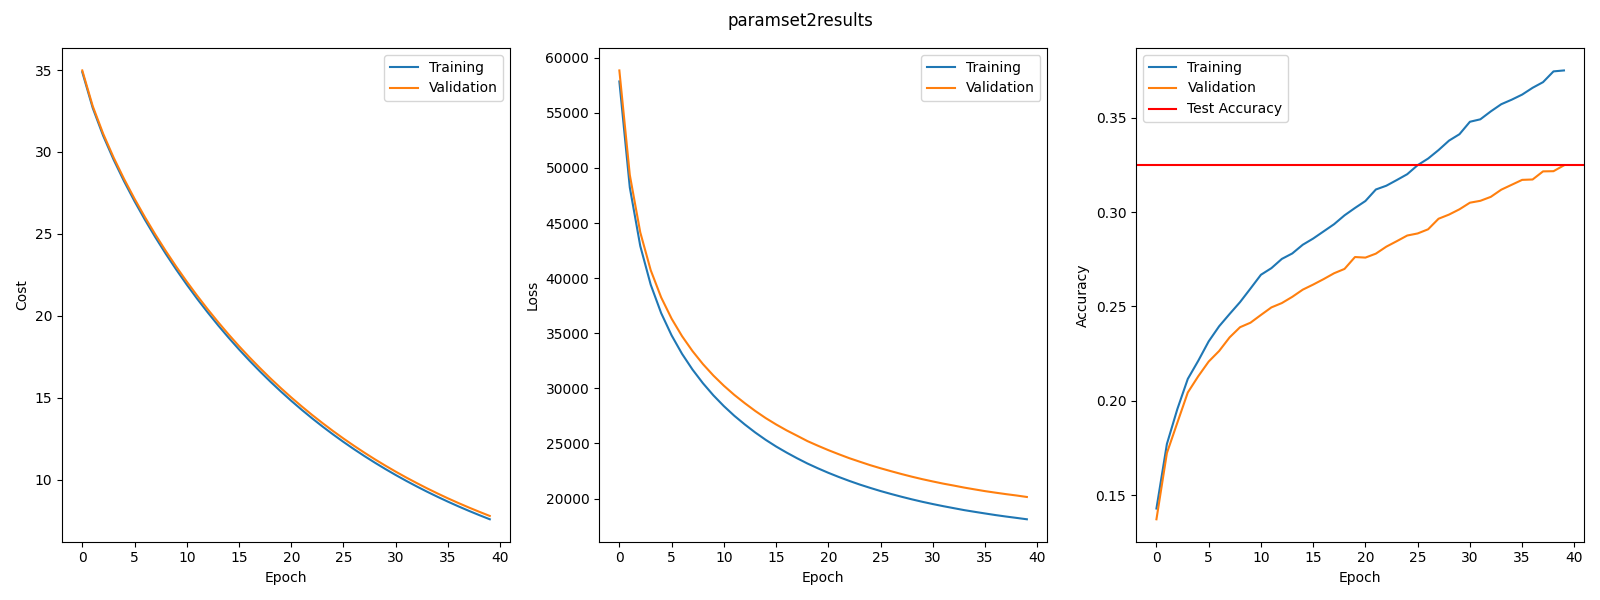 paramset2results
35
30
25
20
15
10
0 5 10 15 20 25 30 35 40
Cost
Epoch
Training
Validation
60000
55000
50000
45000
40000
35000
30000
25000
20000
0 5 10 15 20 25 30 35 40
Loss
Epoch
Training
Validation
0.35
0.30
0.25
0.20
0.15
0 5 10 15 20 25 30 35 40
Accuracy
Epoch
Training
Validation
Test Accuracy